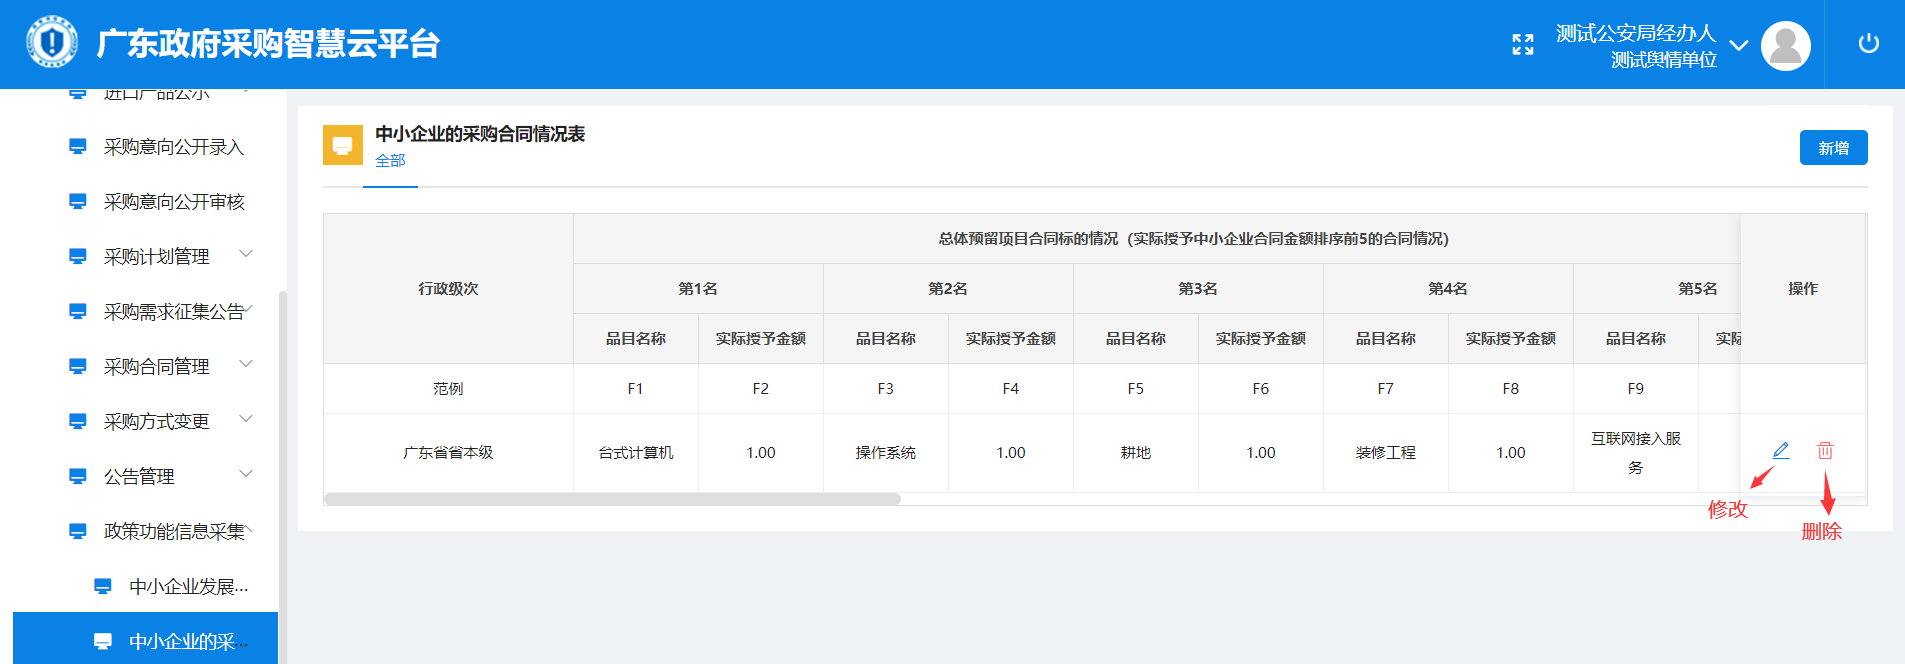 广东政府采购智慧云平台
测试公安局经办人
测试舆情单位
进口产品公示
采购意向公开录入
采购意向公开审核
采购计划管理
采购需求征集公告
采购合同管理
采购方式变更
公告管理
政策功能信息采集
中小企业发展...
中小企业的采...
中小企业的采购合同情况表
全部
新增
行政级次
总体预留项目合同标的情况（实际授予中小企业合同金额排序前5的合同情况）
操作
第1名 第2名 第3名 第4名 第5名
品目名称 实际授予金额 品目名称 实际授予金额 品目名称 实际授予金额 品目名称 实际授予金额 品目名称 实际
范例 F1 F2 F3 F4 F5 F6 F7 F8 F9
广东省省本级 台式计算机 1.00 操作系统 1.00 耕地 1.00 装修工程 1.00 互联网接入服
务
修改
删除